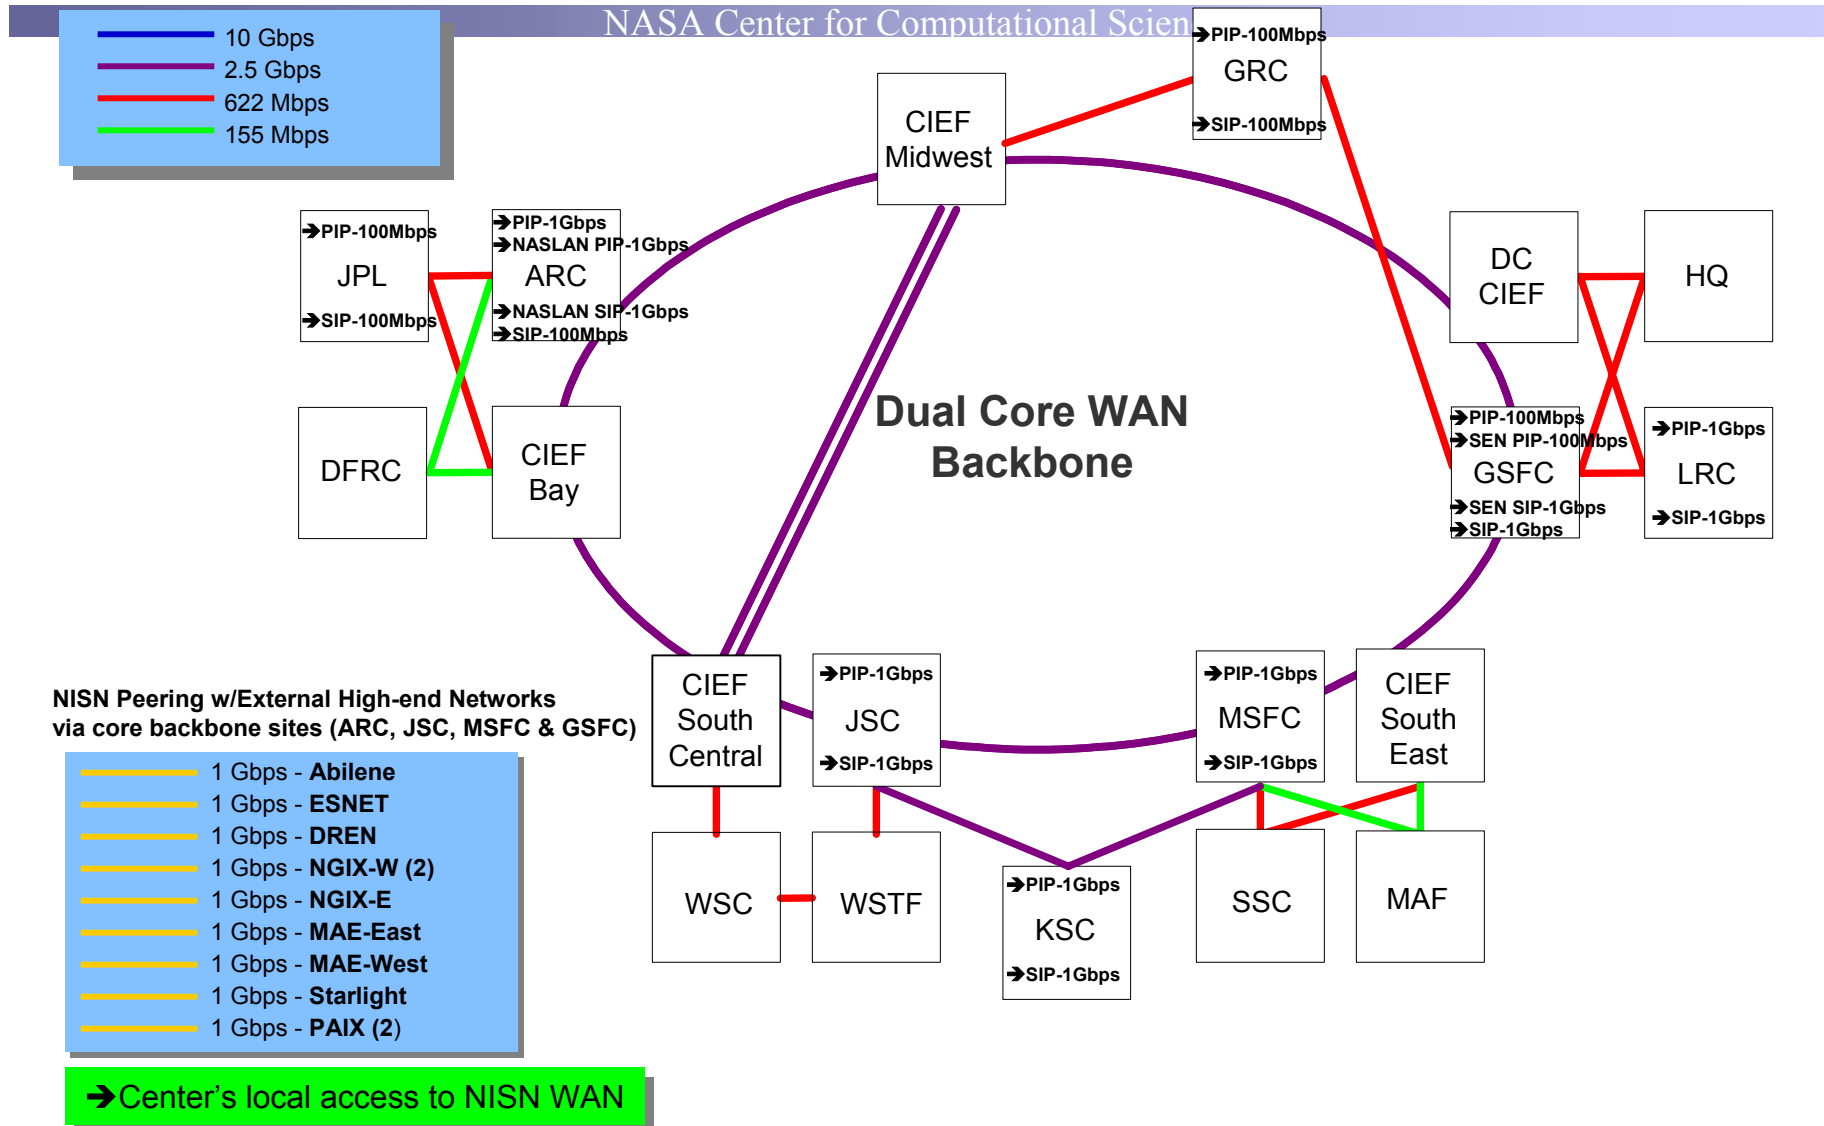 NASA Center for Computational Scien
10 Gbps
2.5 Gbps
622 Mbps
155 Mbps
➔PIP-100Mbps
GRC
➔SIP-100Mbps
CIEF
Midwest
➔PIP-100Mbps
JPL
➔SIP-100Mbps
➔PIP-1Gbps
➔NASLAN PIP-1Gbps
ARC
➔NASLAN SIP-1Gbps
➔SIP-100Mbps
DC
CIEF
HQ
Dual Core WAN
Backbone
DFRC
CIEF
Bay
➔PIP-100Mbps
➔SEN PIP-100Mbps
GSFC
➔SEN SIP-1Gbps
➔SIP-1Gbps
➔PIP-1Gbps
LRC
➔SIP-1Gbps
CIEF
South
Central
➔PIP-1Gbps
JSC
➔SIP-1Gbps
➔PIP-1Gbps
MSFC
➔SIP-1Gbps
CIEF
South
East
WSC
WSTF
➔PIP-1Gbps
KSC
➔SIP-1Gbps
SSC
MAF
NISN Peering w/External High-end Networks
via core backbone sites (ARC, JSC, MSFC & GSFC)
1 Gbps - Abilene
1 Gbps - ESNET
1 Gbps - DREN
1 Gbps - NGIX-W (2)
1 Gbps - NGIX-E
1 Gbps - MAE-East
1 Gbps - MAE-West
1 Gbps - Starlight
1 Gbps - PAIX (2)
➔Center's local access to NISN WAN